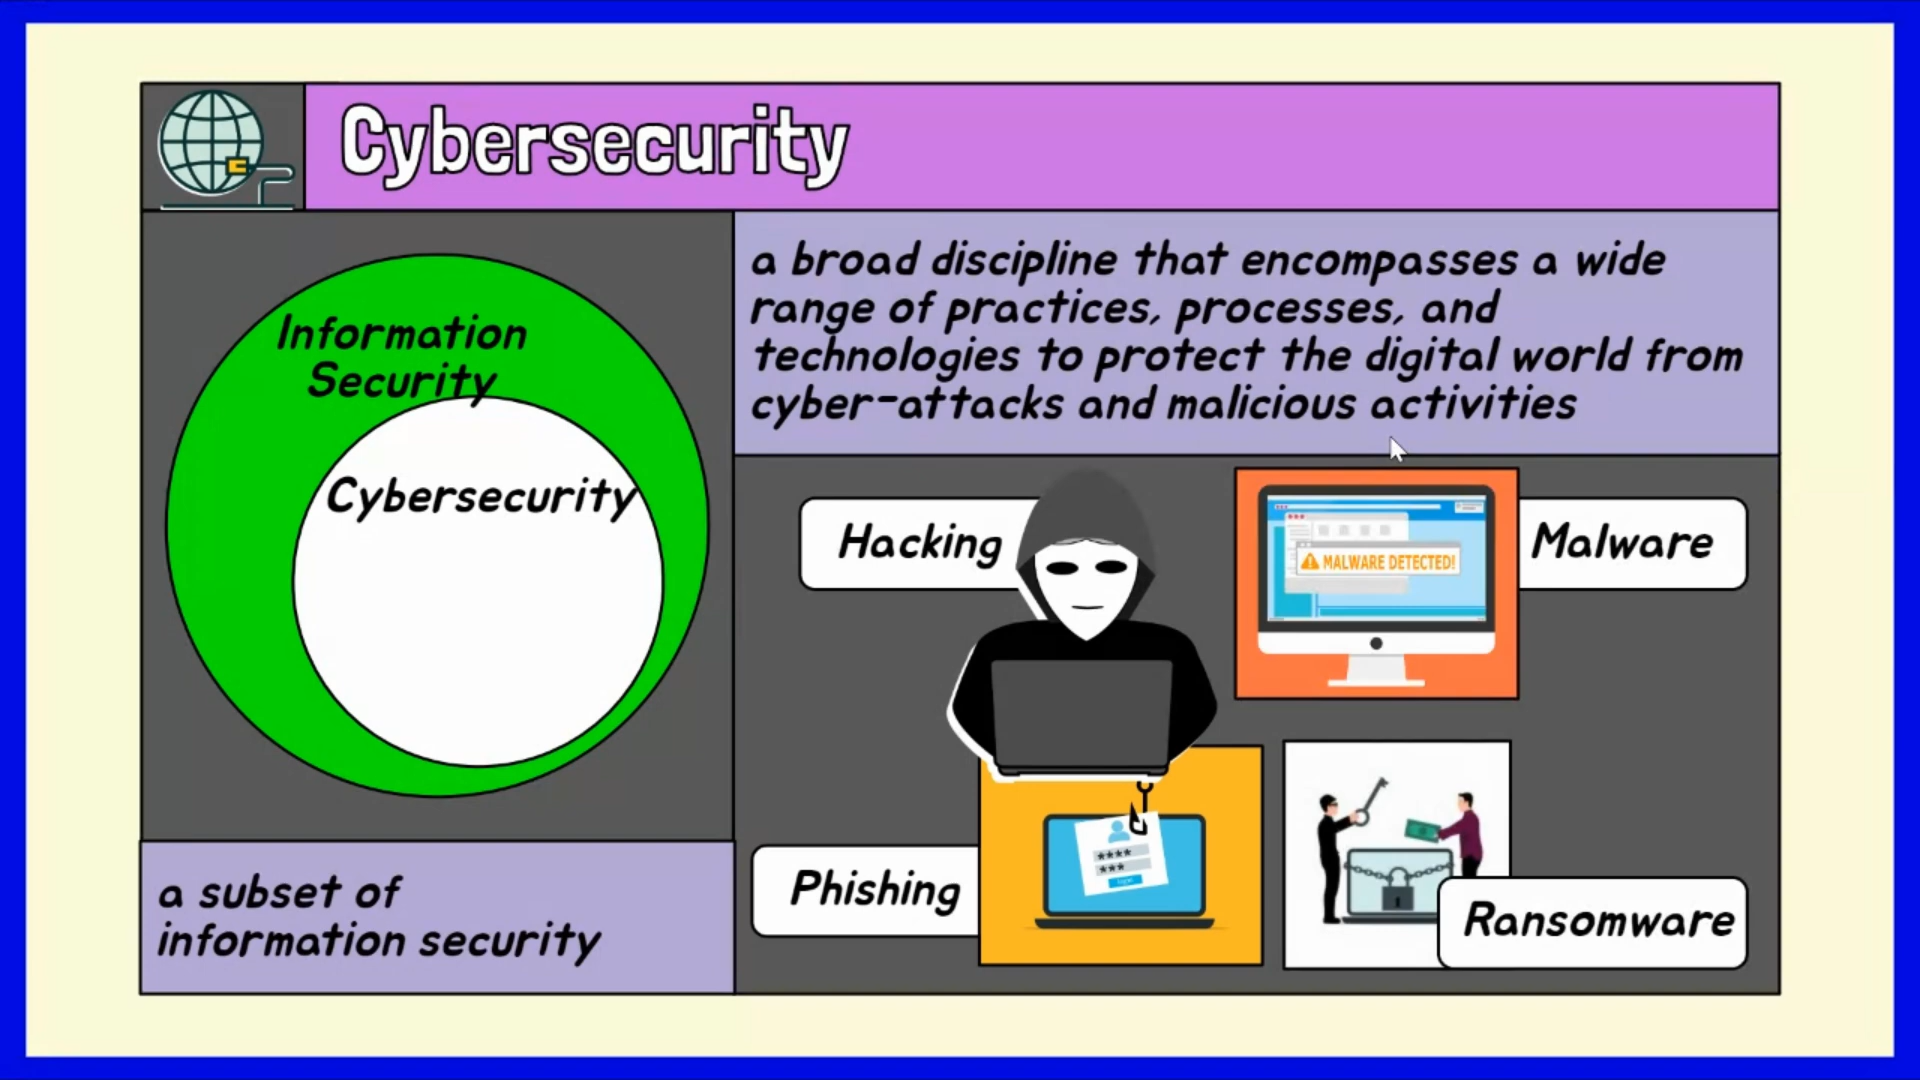 Cybersecurity
Information
Security
Cybersecurity
a subset of
information security
a broad discipline that encompasses a wide
range of practices, processes, and
technologies to protect the digital world from
cyber-attacks and malicious activities
Hacking
MALWARE DETECTED!
Malware
Phishing
****
***
Ransomware